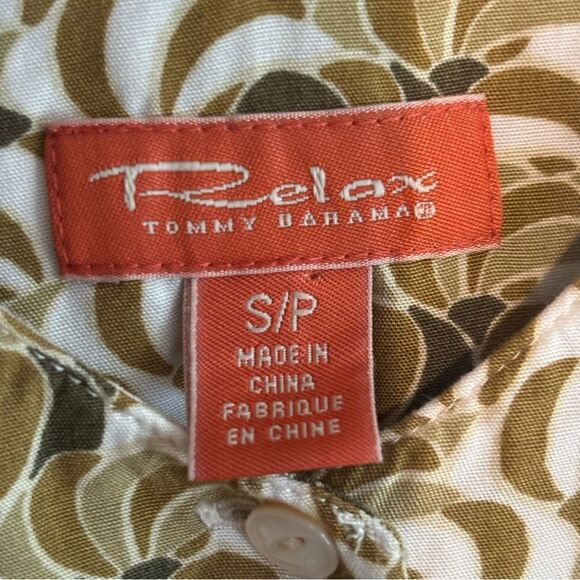 Relax
TOMMY BAHAMA®
S/P
MADE IN
CHINA
FABRIQUE
EN CHINE